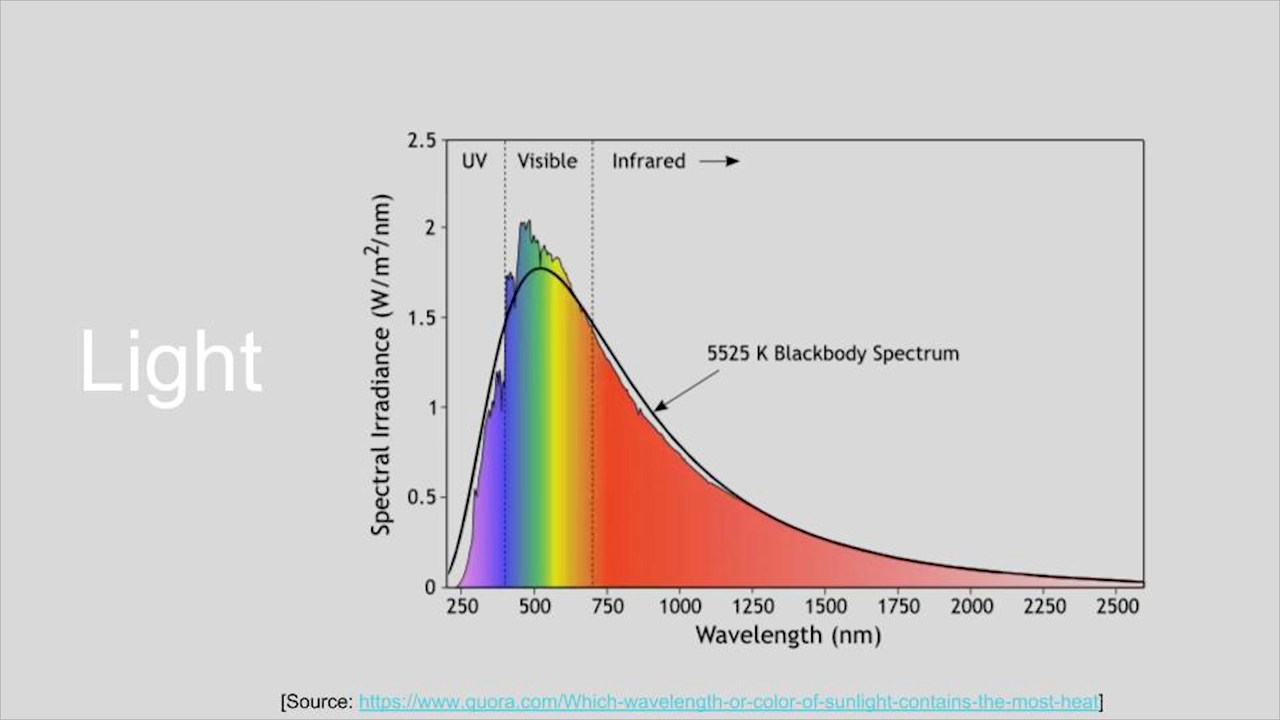 Light
2.5
UV
Visible
Infrared
2
1.5
1
0.5
0
Spectral Irradiance (W/m²/nm)
5525 K Blackbody Spectrum
250 500 750 1000 1250 1500 1750 2000 2250 2500
Wavelength (nm)
[Source: https://www.quora.com/Which-wavelength-or-color-of-sunlight-contains-the-most-heat]